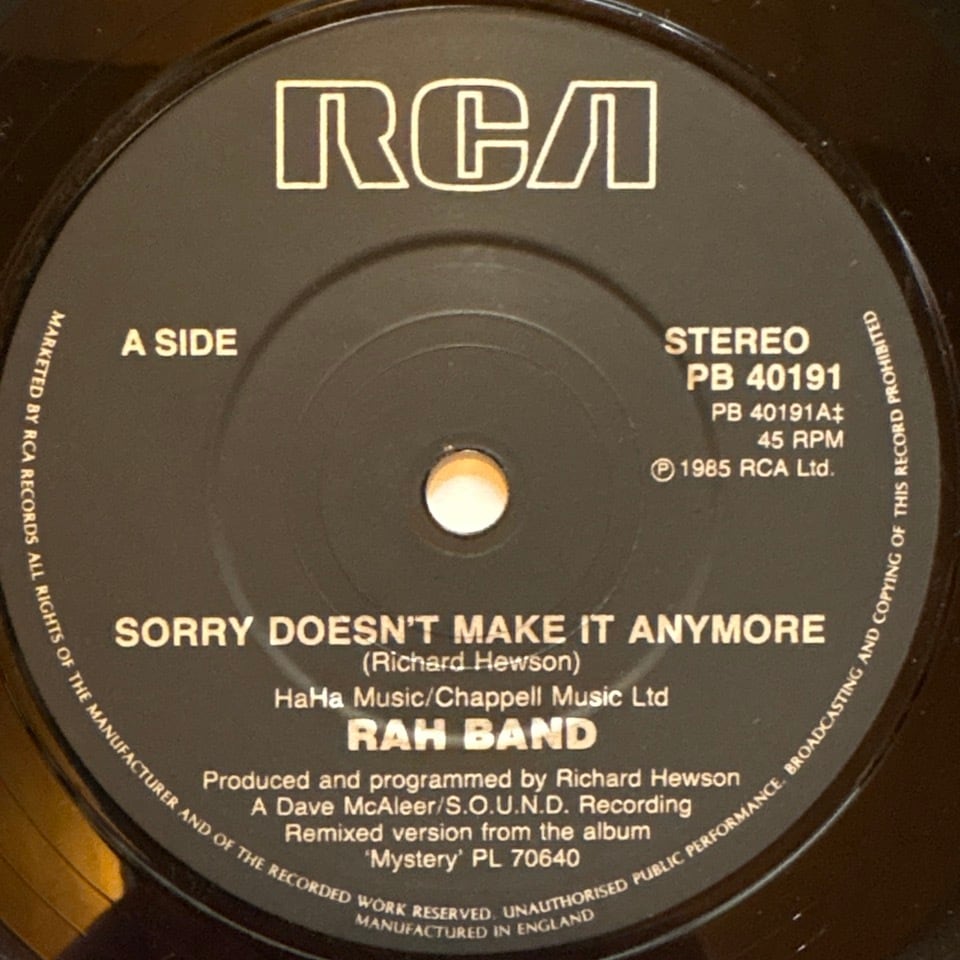 RCA
A SIDE
STEREO
PB 40191
PB 40191A‡
45 RPM
℗ 1985 RCA Ltd.
SORRY DOESN'T MAKE IT ANYMORE
(Richard Hewson)
HaHa Music/Chappell Music Ltd
RAH BAND
Produced and programmed by Richard Hewson
A Dave McAleer/S.O.U.N.D. Recording
Remixed version from the album
'Mystery' PL 70640
MARKETED BY RCA RECORDS ALL RIGHTS OF THE MANUFACTURER AND OF THE RECORDED WORK RESERVED. UNAUTHORISED PUBLIC PERFORMANCE, BROADCASTING AND COPYING OF THIS RECORD PROHIBITED
MANUFACTURED IN ENGLAND